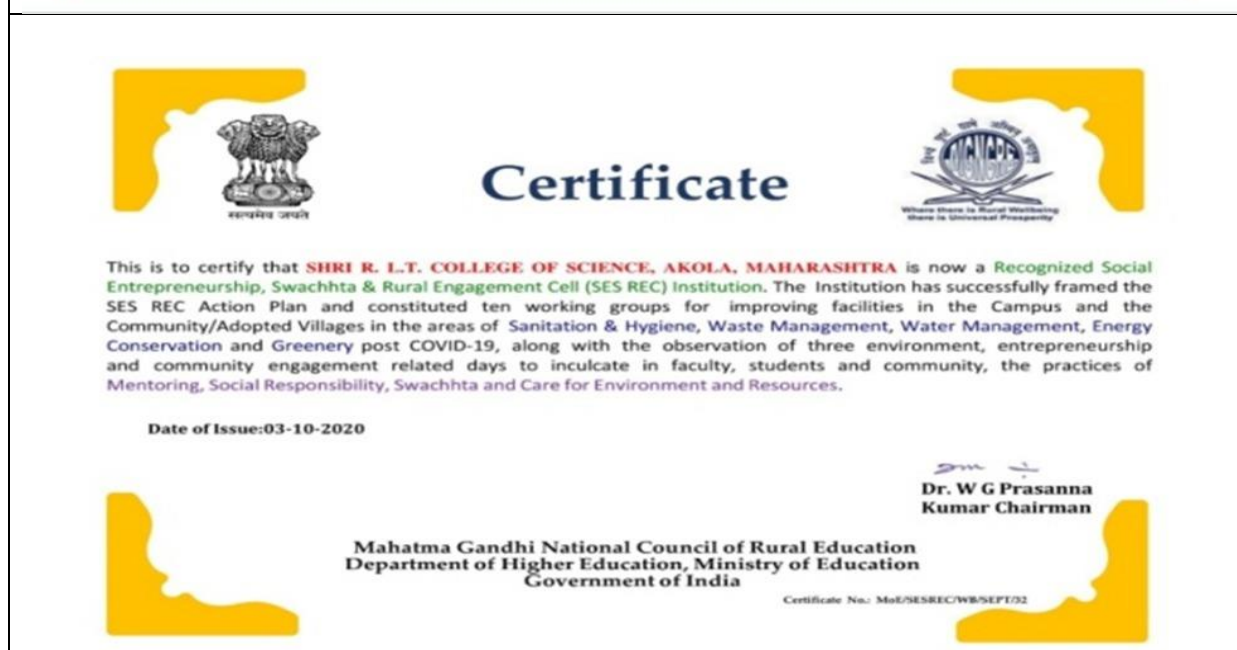 सत्यमेव जयते
Certificate
Where there is Rural Wellbeing
there is Universal Prosperity
This is to certify that SHRI R. L.T. COLLEGE OF SCIENCE, AKOLA, MAHARASHTRA is now a Recognized Social
Entrepreneurship, Swachhta & Rural Engagement Cell (SES REC) Institution. The Institution has successfully framed the
SES REC Action Plan and constituted ten working groups for improving facilities in the Campus and the
Community/Adopted Villages in the areas of Sanitation & Hygiene, Waste Management, Water Management, Energy
Conservation and Greenery post COVID-19, along with the observation of three environment, entrepreneurship
and community engagement related days to inculcate in faculty, students and community, the practices of
Mentoring, Social Responsibility, Swachhta and Care for Environment and Resources.
Date of Issue:03-10-2020
Dr. W G Prasanna
Kumar Chairman
Mahatma Gandhi National Council of Rural Education
Department of Higher Education, Ministry of Education
Government of India
Certificate No.: MoE/SESREC/WB/SEPT/32